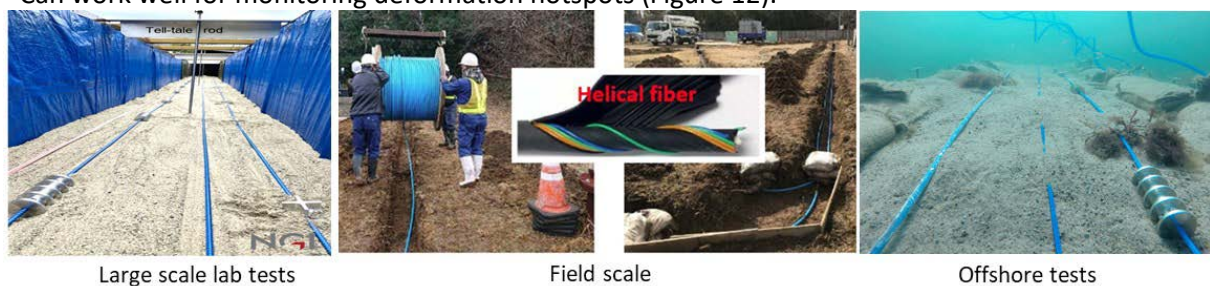 Can work well for monitoring deformation hotspots (Figure 12).
Tell-tale rod
Helical fiber
NGI
Large scale lab tests
Field scale
Offshore tests